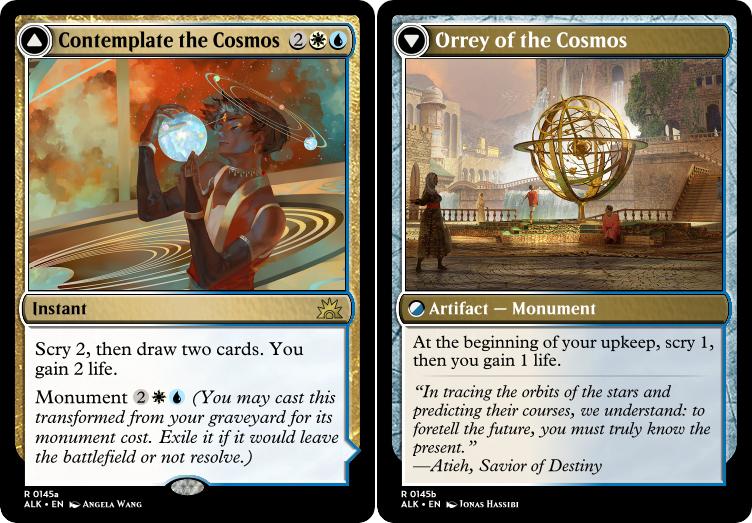 Contemplate the Cosmos 2
Instant
Scry 2, then draw two cards. You
gain 2 life.
Monument 2 (You may cast this
transformed from your graveyard for its
monument cost. Exile it if it would leave
the battlefield or not resolve.)
R 0145a
ALK • EN Angela Wang
Orrey of the Cosmos
Artifact — Monument
At the beginning of your upkeep, scry 1,
then you gain 1 life.
“In tracing the orbits of the stars and
predicting their courses, we understand: to
foretell the future, you must truly know the
present.”
—Atieh, Savior of Destiny
R 0145b
ALK • EN Jonas Hassibi